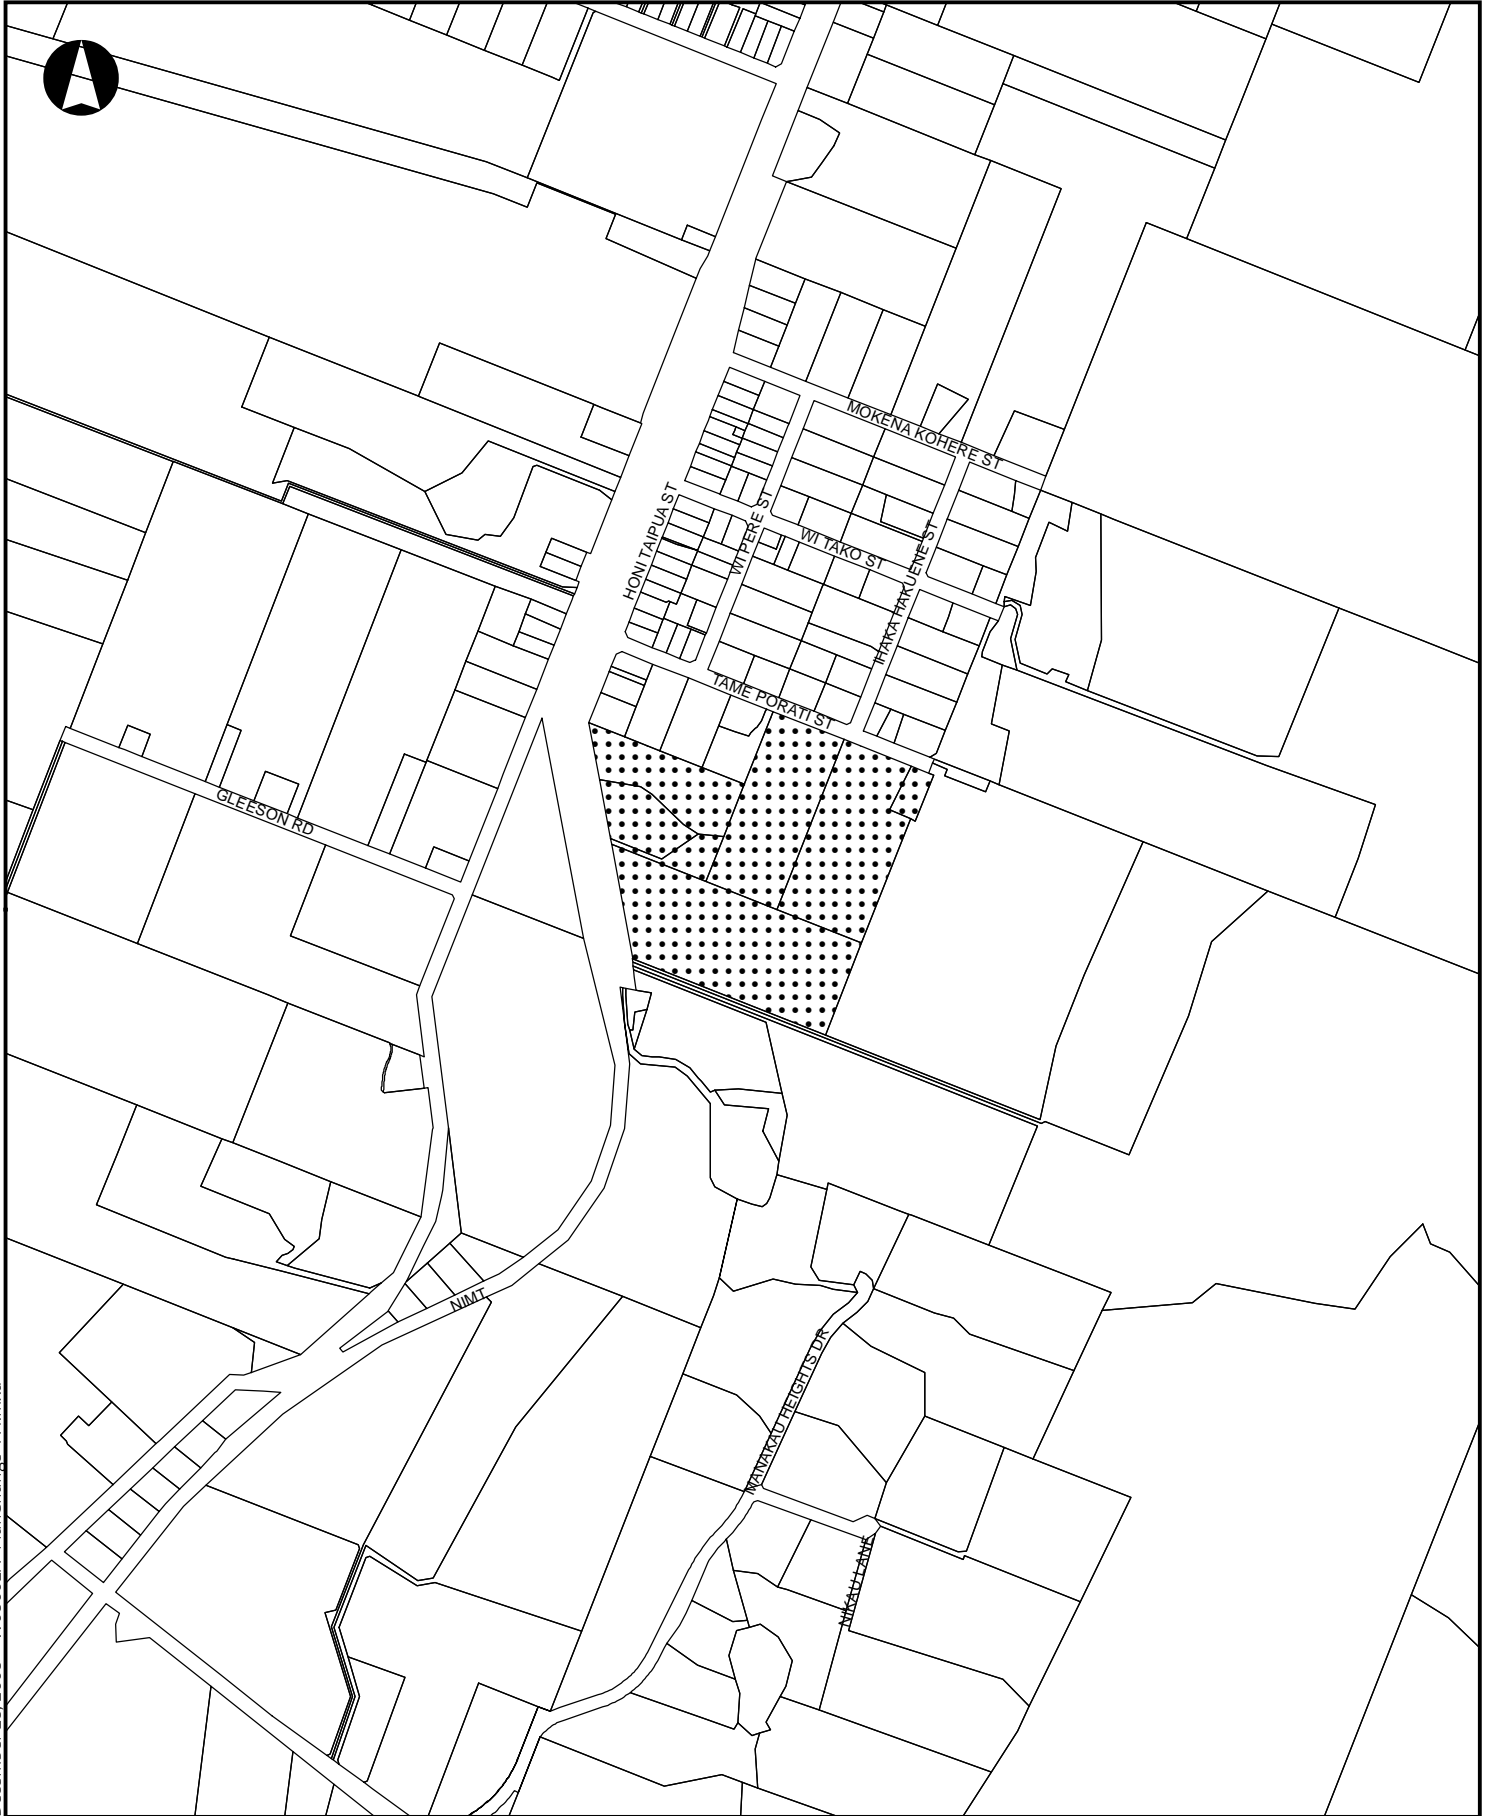 MOKENA KOHERE ST
HONI TAIPUA ST
WI PERE ST
WI TAKO ST
IHAKA HAKUENE ST
TAME PORATI ST
GLEESON RD
NIMT
MANAKAU HEIGHTS DR
NIKAU LANE